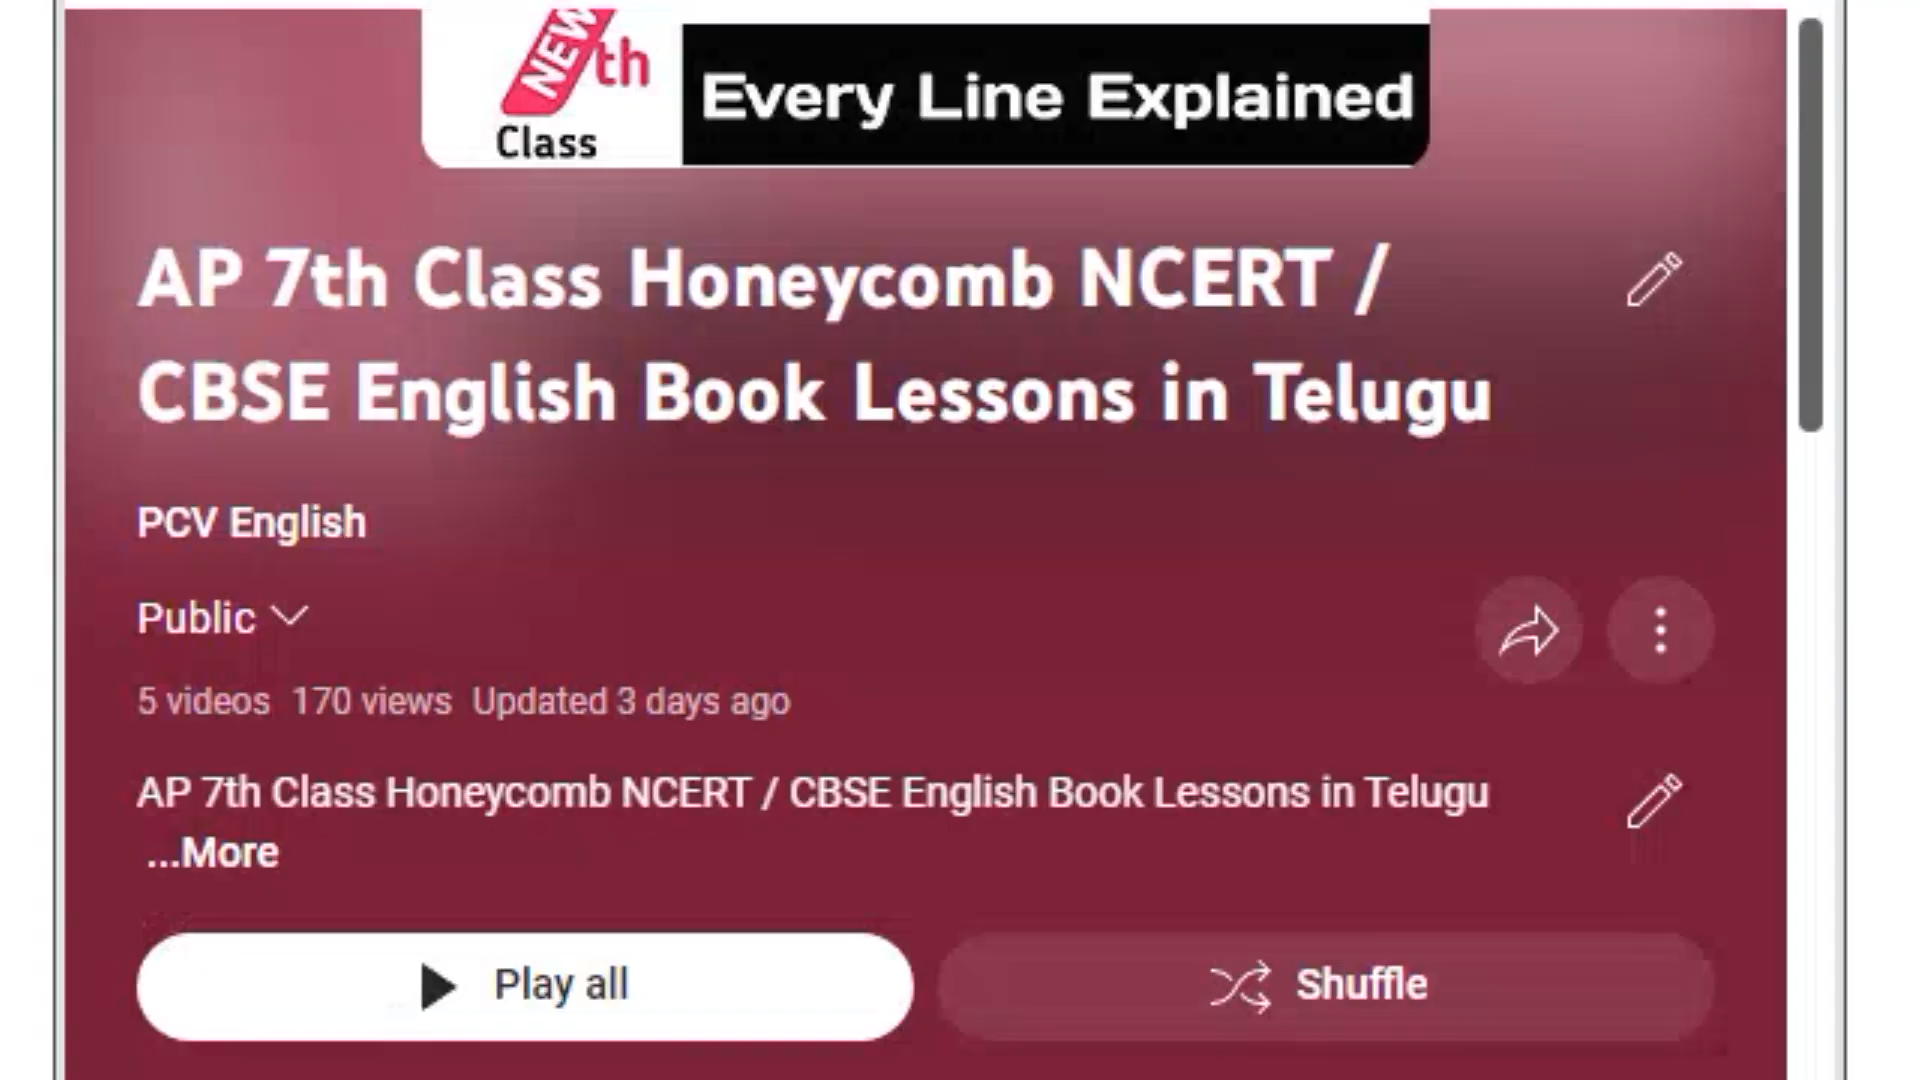 NEW
th
Class
Every Line Explained
AP 7th Class Honeycomb NCERT /
CBSE English Book Lessons in Telugu
PCV English
Public
5 videos 170 views Updated 3 days ago
AP 7th Class Honeycomb NCERT / CBSE English Book Lessons in Telugu
...More
Play all
Shuffle